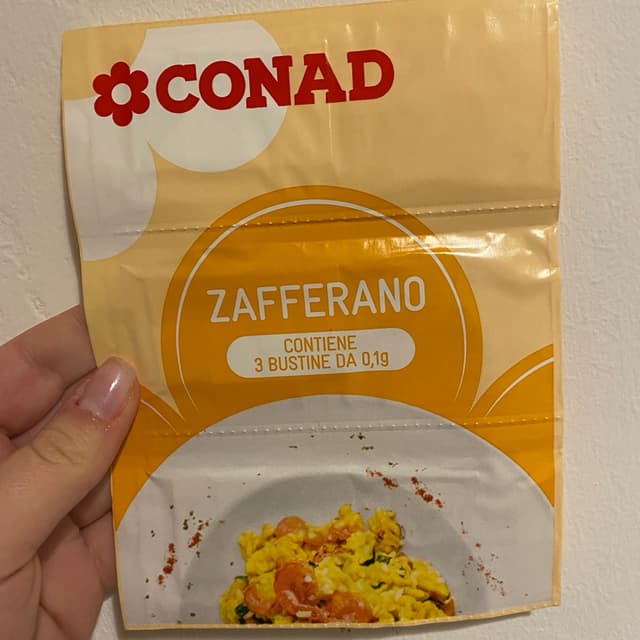 CONAD
ZAFFERANO
CONTIENE
3 BUSTINE DA 0,1g